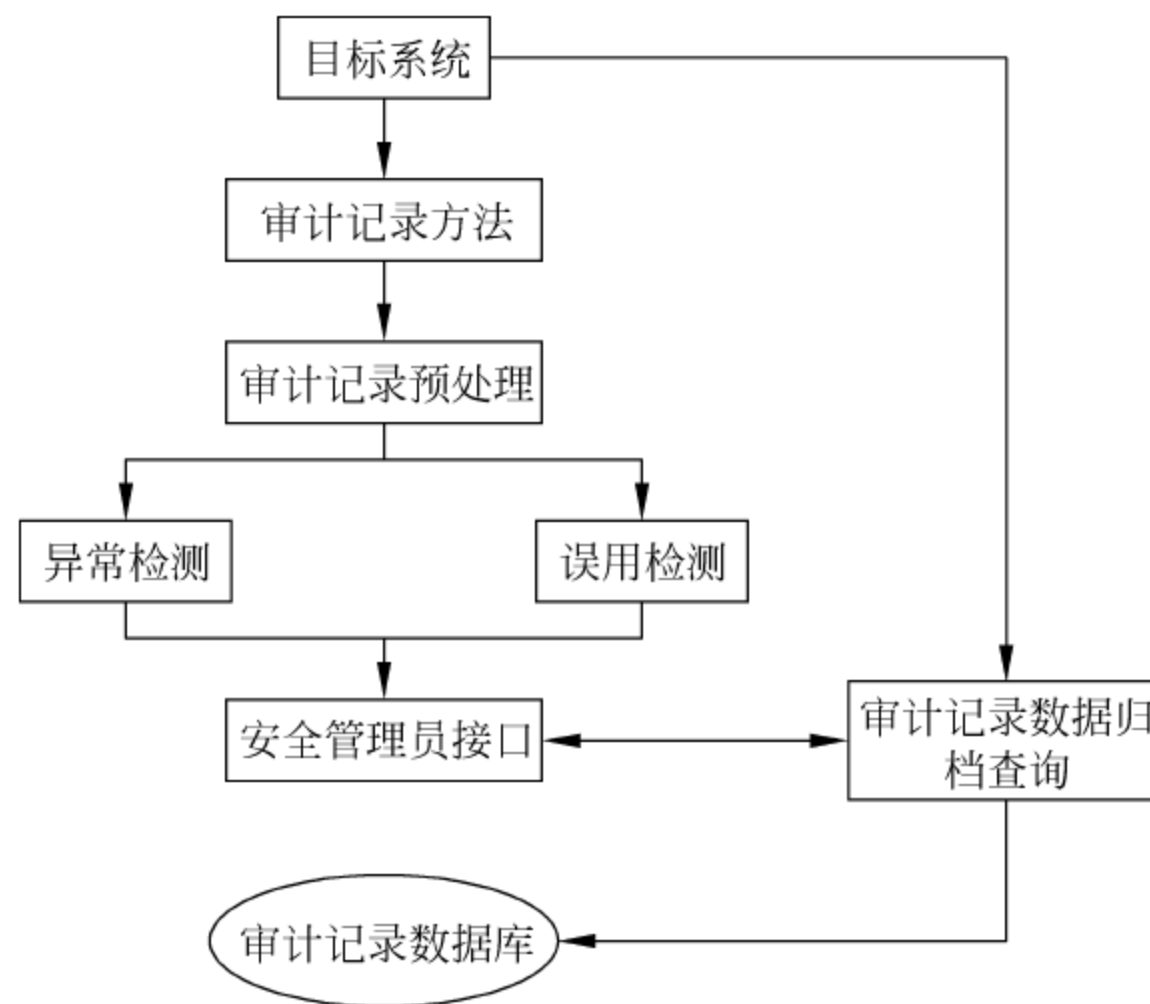 目标系统
审计记录方法
审计记录预处理
异常检测
误用检测
安全管理员接口
审计记录数据归
档查询
审计记录数据库